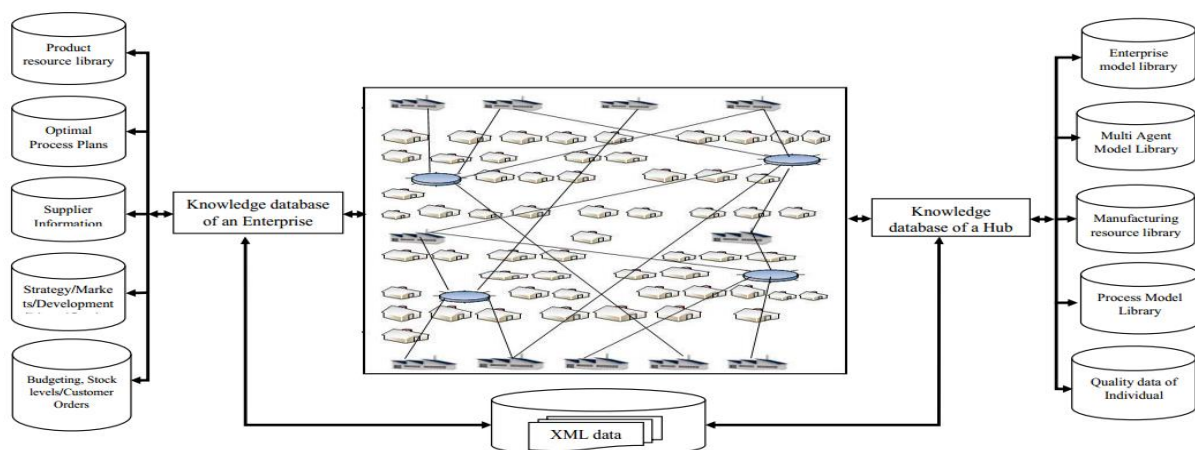 Product
resource library
Optimal
Process Plans
Supplier
Information
Strategy/Marke
ts/Development
Budgeting, Stock
levels/Customer
Orders
Knowledge database
of an Enterprise
XML data
Knowledge
database of a Hub
Enterprise
model library
Multi Agent
Model Library
Manufacturing
resource library
Process Model
Library
Quality data of
Individual